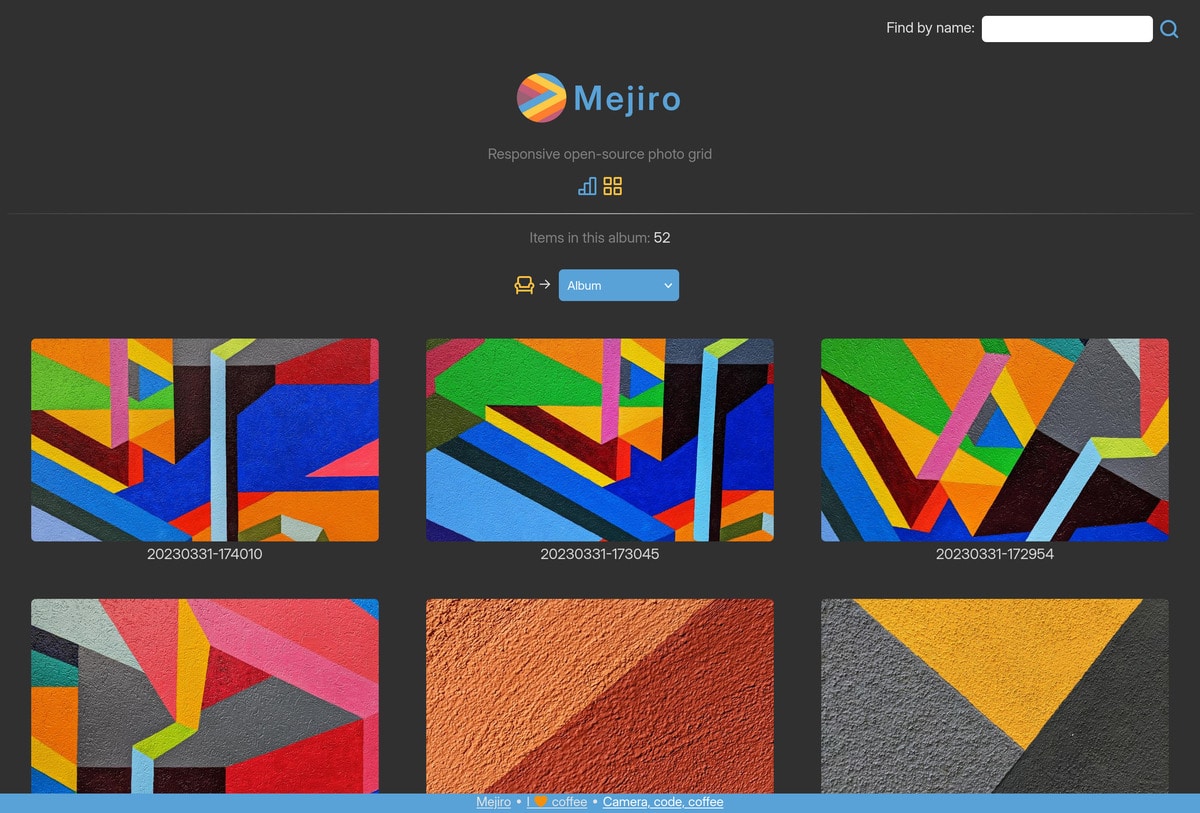 Find by name:
Mejiro
Responsive open-source photo grid
Items in this album: 52
→ Album
20230331-174010
20230331-173045
20230331-172954
Mejiro • I 🧡 coffee • Camera, code, coffee